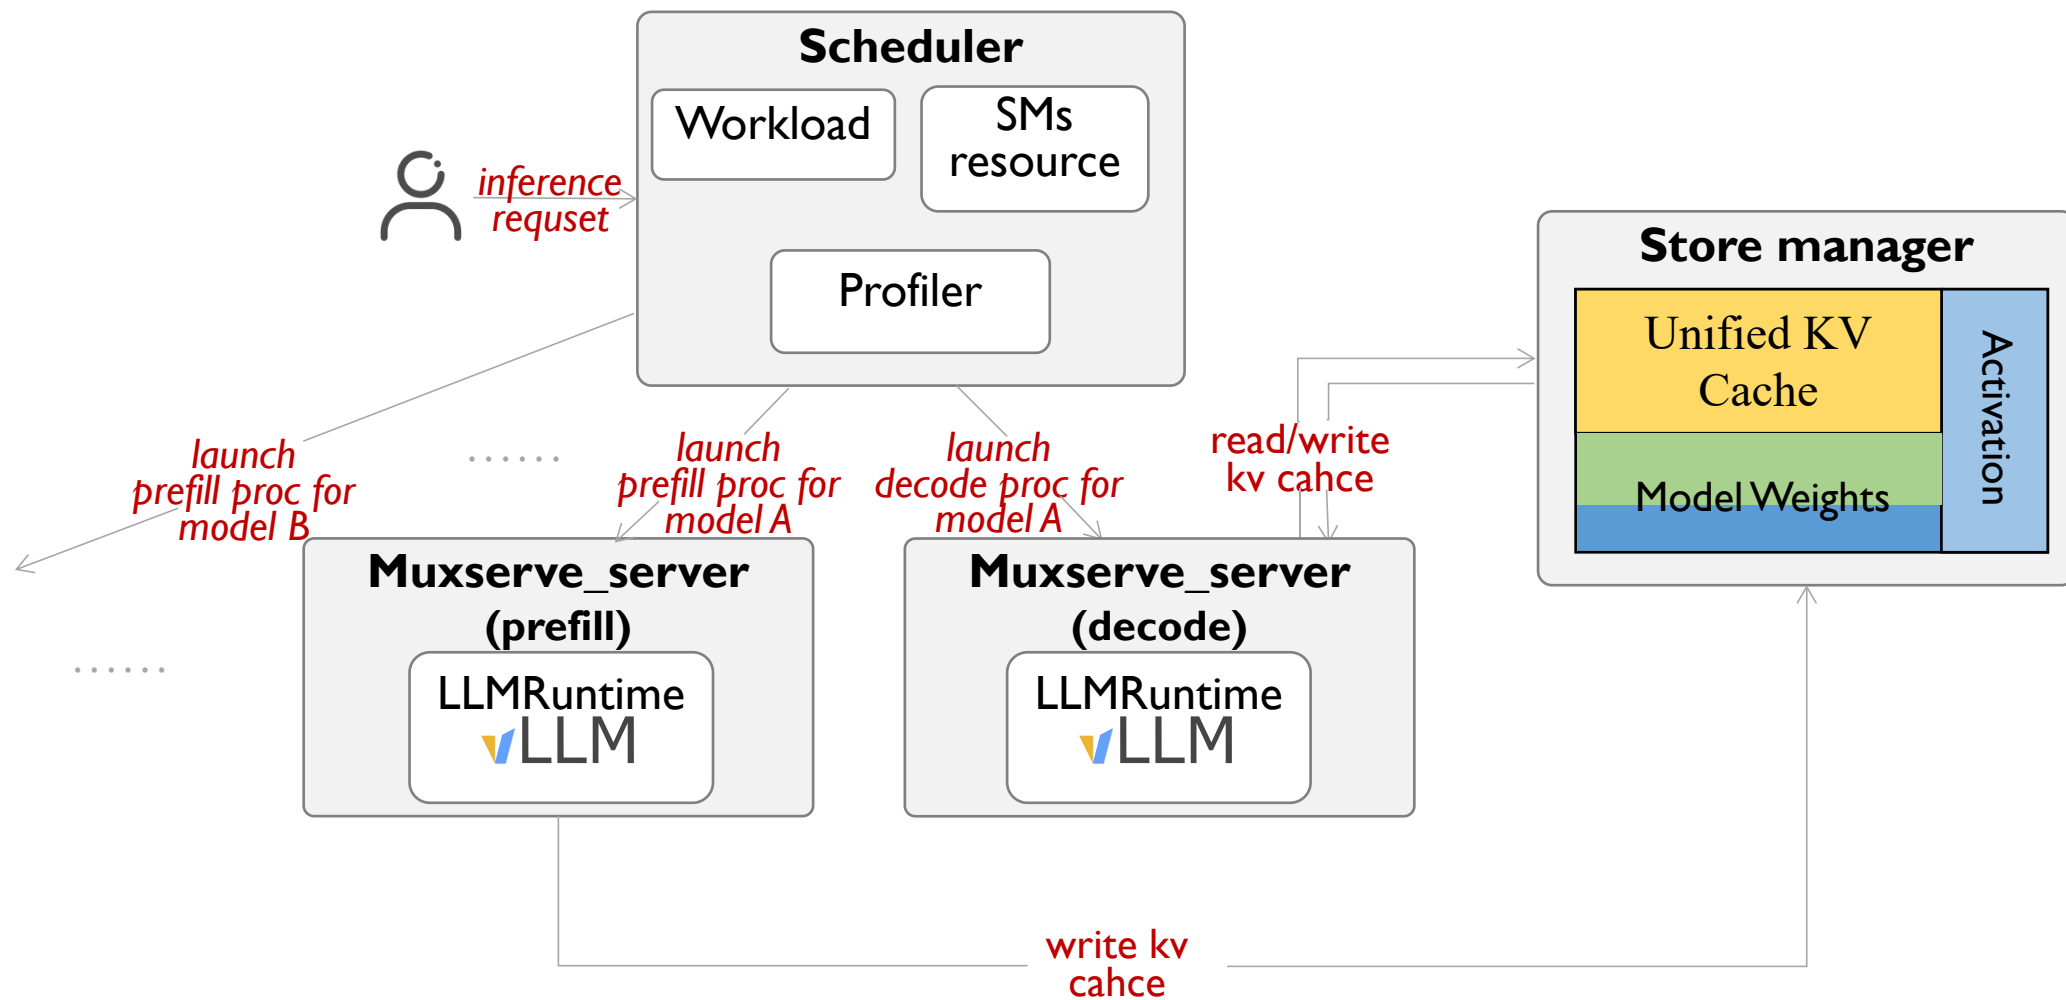 Scheduler
Workload
SMs
resource
Profiler
inference
requset
Store manager
Unified KV
Cache
Model Weights
Activation
launch
prefill proc for
model B
......
launch
prefill proc for
model A
launch
decode proc for
model A
read/write
kv cahce
Muxserve_server
(prefill)
LLMRuntime
vLLM
Muxserve_server
(decode)
LLMRuntime
vLLM
......
write kv
cahce